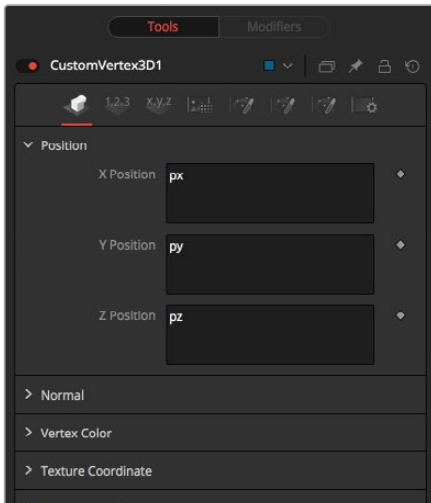 Tools Modifiers
CustomVertex3D1
1,2,3 x,y,z
Position
X Position px
Y Position py
Z Position pz
Normal
Vertex Color
Texture Coordinate